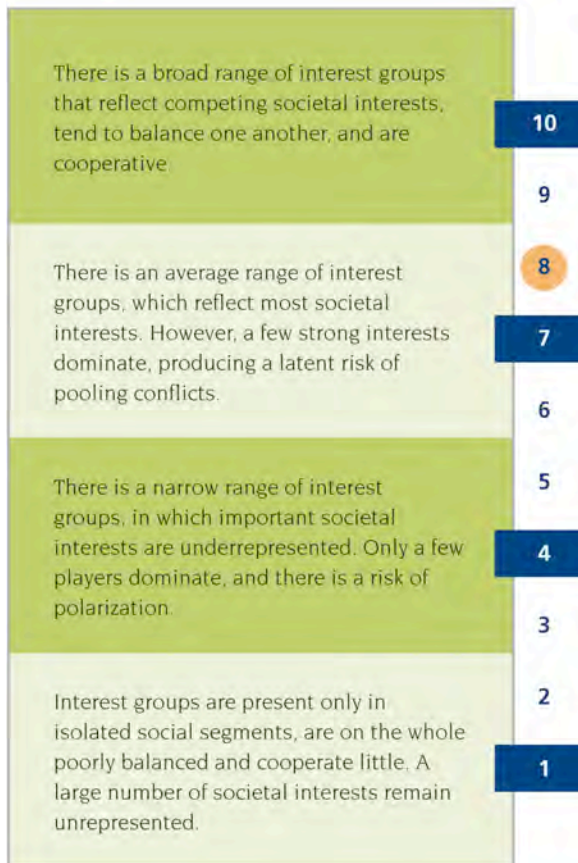 There is a broad range of interest groups
that reflect competing societal interests,
tend to balance one another, and are
cooperative
10
9
There is an average range of interest
groups, which reflect most societal
interests. However, a few strong interests
dominate, producing a latent risk of
pooling conflicts.
8
7
6
There is a narrow range of interest
groups, in which important societal
interests are underrepresented. Only a few
players dominate, and there is a risk of
polarization
5
4
3
Interest groups are present only in
isolated social segments, are on the whole
poorly balanced and cooperate little. A
large number of societal interests remain
unrepresented.
2
1